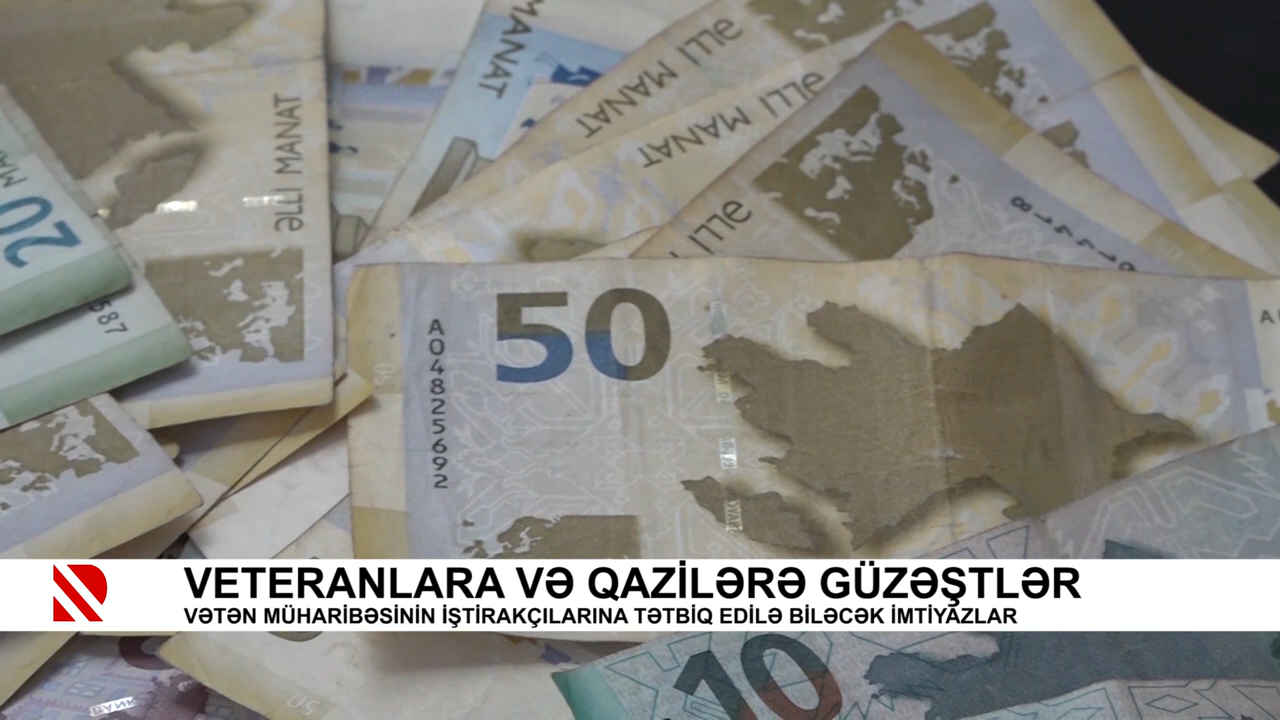 MANAT
ƏLLİ MANAT
ƏLLİ MANAT
ƏLLİ MANAT
ƏLLİ
20
587
50
A04825692
10
VETERANLARA VƏ QAZİLƏRƏ GÜZƏŞTLƏR
VƏTƏN MÜHARİBƏSİNİN İŞTİRAKÇILARINA TƏTBİQ EDİLƏ BİLƏCƏK İMTİYAZLAR